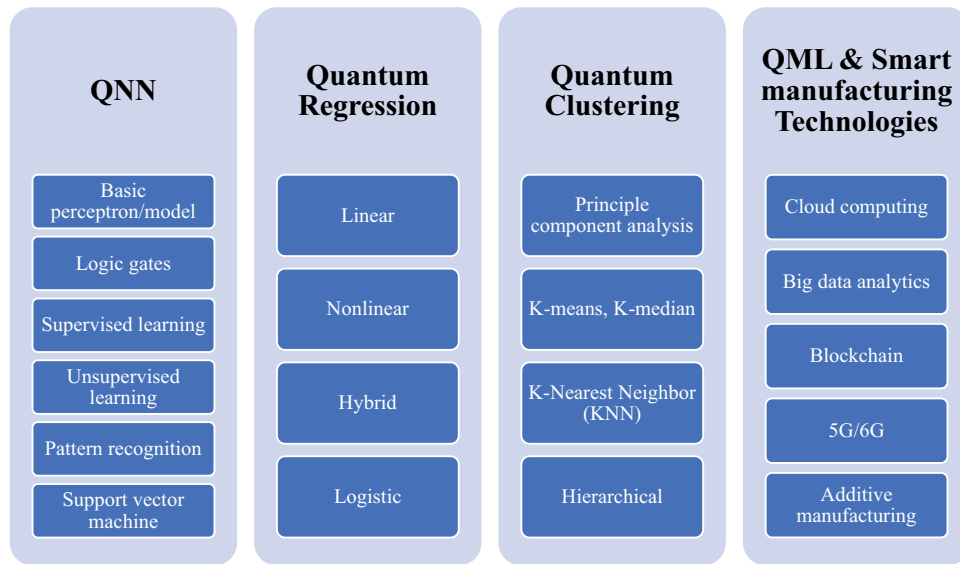 QNN
Basic
perceptron/model
Logic gates
Supervised learning
Unsupervised
learning
Pattern recognition
Support vector
machine
Quantum
Regression
Linear
Nonlinear
Hybrid
Logistic
Quantum
Clustering
Principle
component analysis
K-means, K-median
K-Nearest Neighbor
(KNN)
Hierarchical
QML & Smart
manufacturing
Technologies
Cloud computing
Big data analytics
Blockchain
5G/6G
Additive
manufacturing